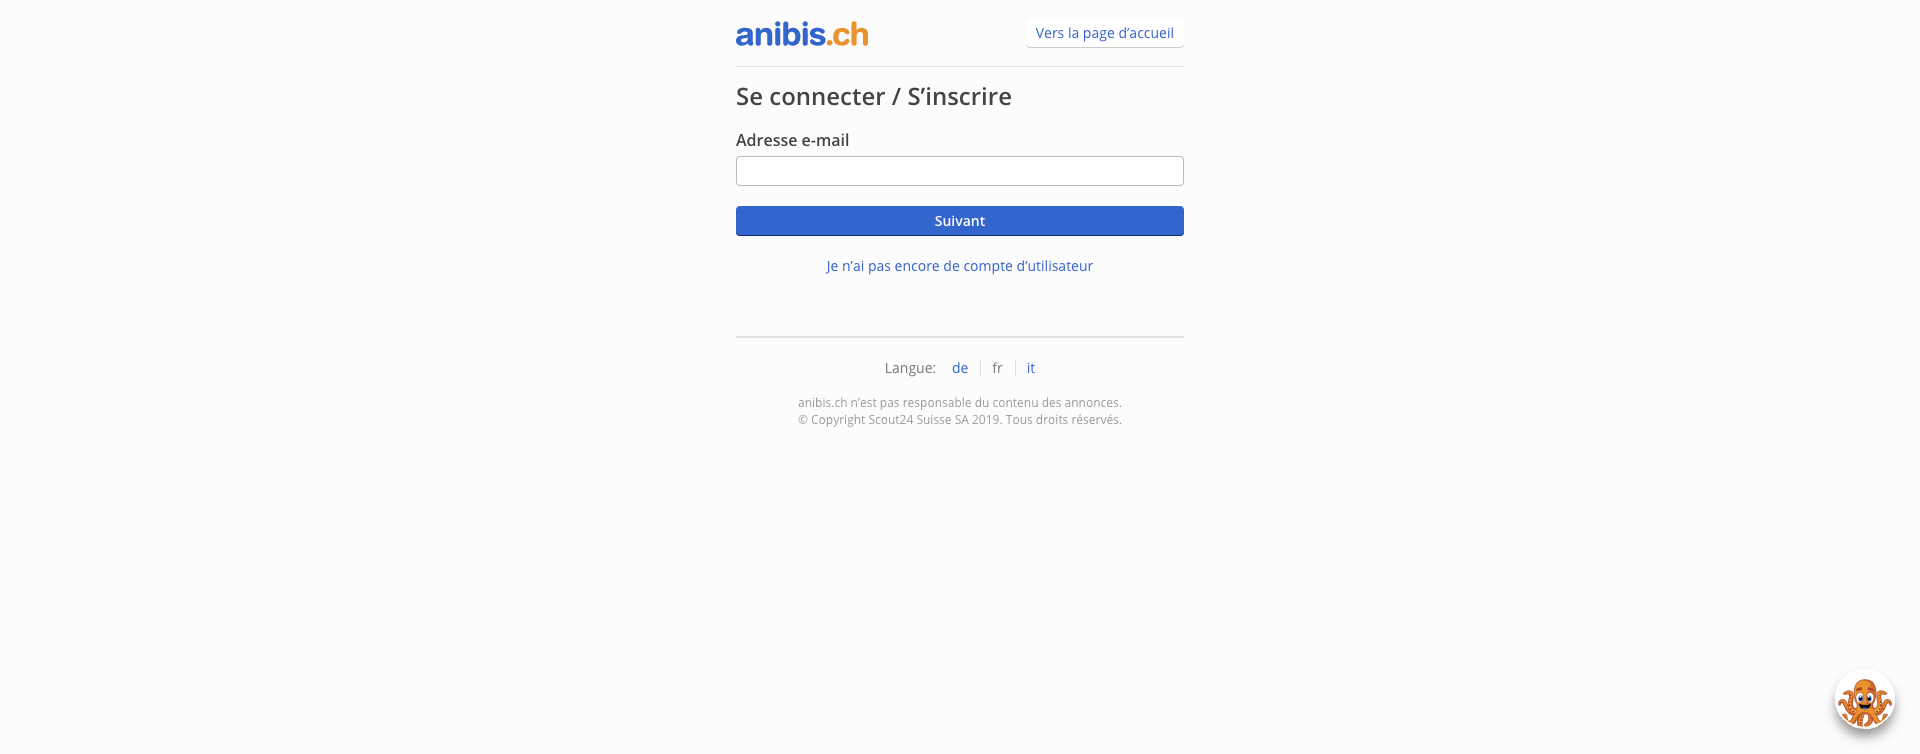 anibis.ch
Vers la page d’accueil
Se connecter / S’inscrire
Adresse e-mail
Suivant
Je n’ai pas encore de compte d’utilisateur
Langue: de fr it
anibis.ch n’est pas responsable du contenu des annonces.
© Copyright Scout24 Suisse SA 2019. Tous droits réservés.